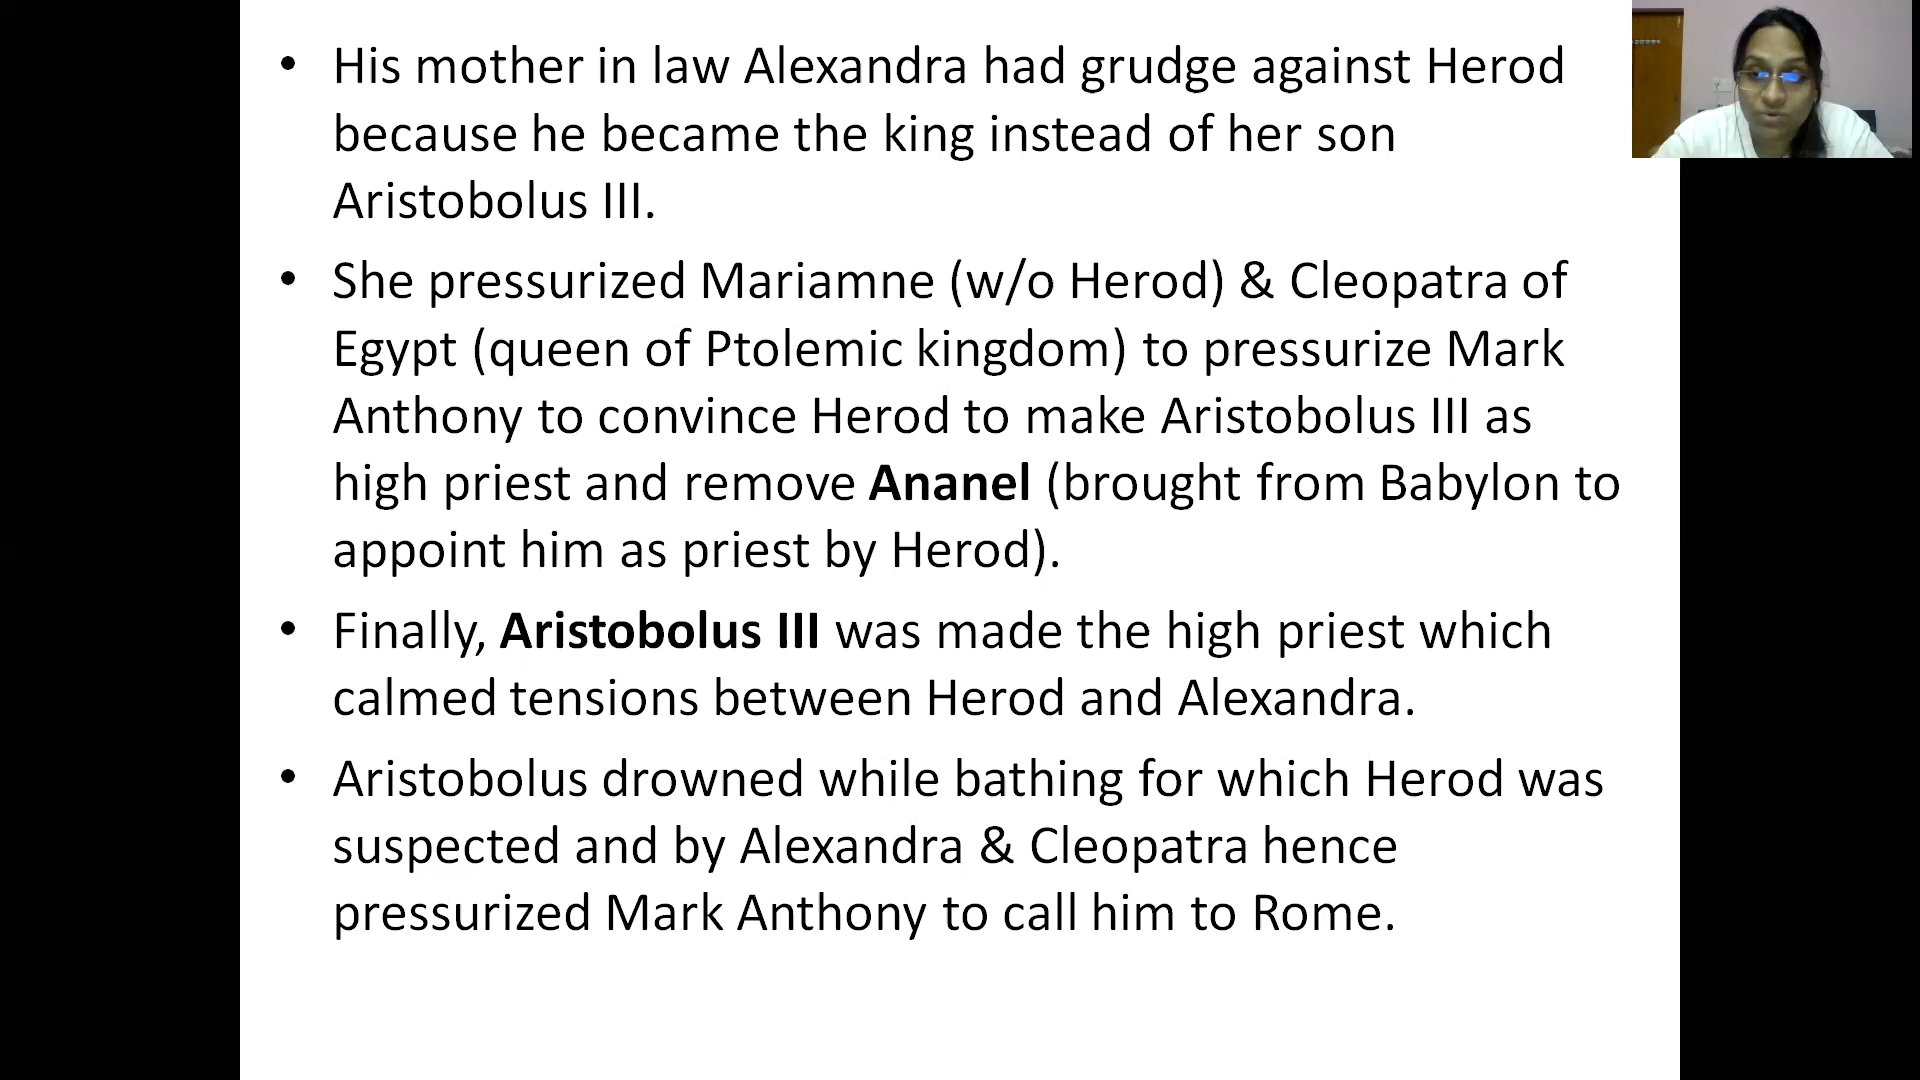 • His mother in law Alexandra had grudge against Herod
because he became the king instead of her son
Aristobolus III.
• She pressurized Mariamne (w/o Herod) & Cleopatra of
Egypt (queen of Ptolemic kingdom) to pressurize Mark
Anthony to convince Herod to make Aristobolus III as
high priest and remove Ananel (brought from Babylon to
appoint him as priest by Herod).
• Finally, Aristobolus III was made the high priest which
calmed tensions between Herod and Alexandra.
• Aristobolus drowned while bathing for which Herod was
suspected and by Alexandra & Cleopatra hence
pressurized Mark Anthony to call him to Rome.